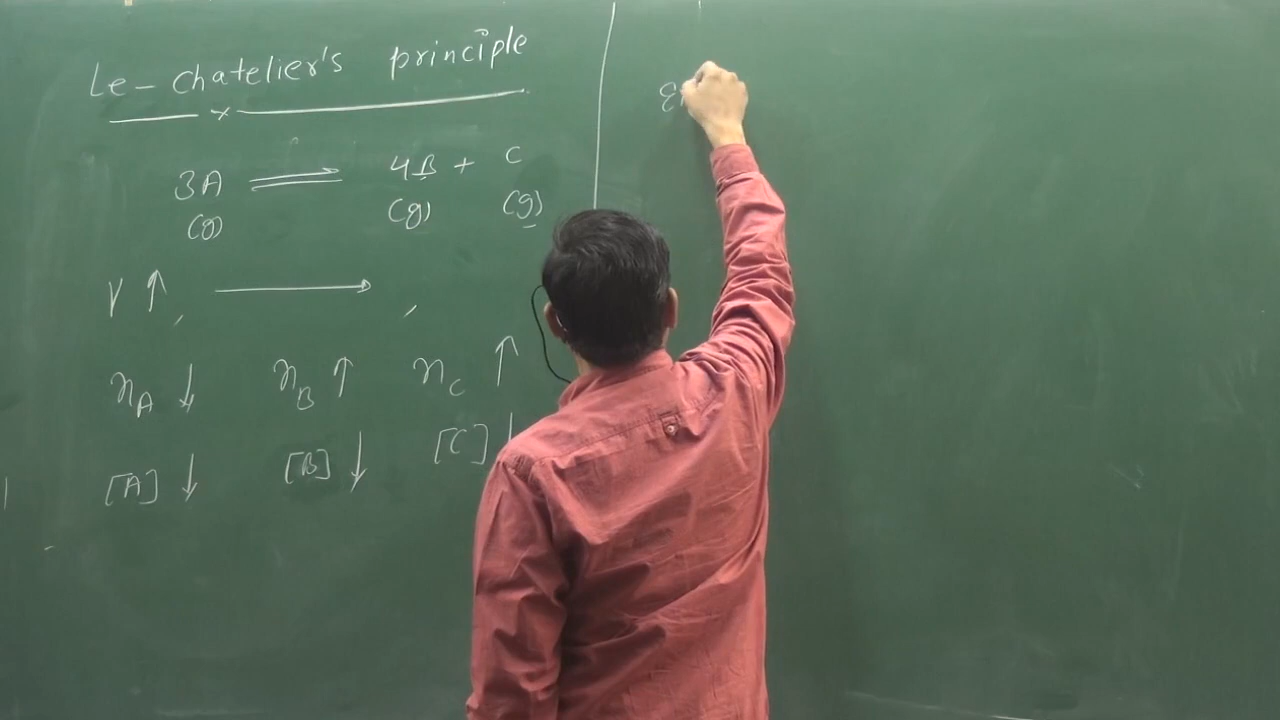 Le-chatelier's principle
3A ⇌ 4B + C
(g) (g) (g)
V ↑ →
nA ↓ nB ↑ nC ↑
[A] ↓ [B] ↓ [C] ↓